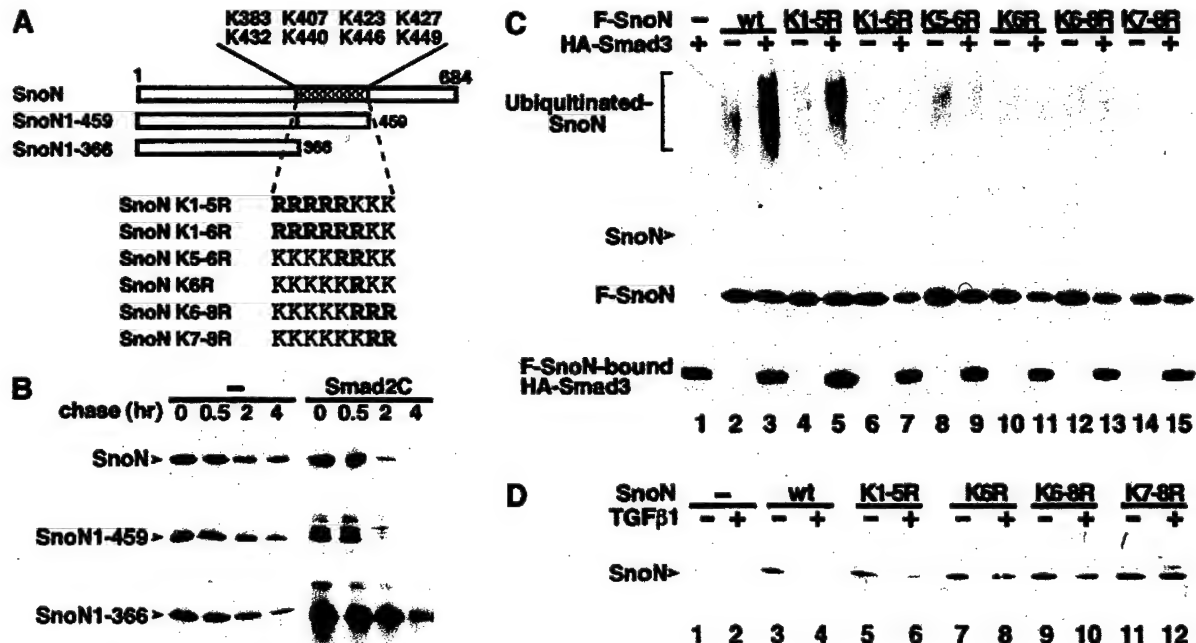 A
K383 K407 K423 K427
K432 K440 K446 K449
1
684
SnoN
SnoN1-459
459
SnoN1-366
366
SnoN K1-5R RRRRRKKK
SnoN K1-6R RRRRRRKK
SnoN K5-6R KKKKRRKK
SnoN K6R KKKKKRKK
SnoN K6-8R KKKKKRRR
SnoN K7-8R KKKKKKRR
B
– Smad2C
chase (hr) 0 0.5 2 4 0 0.5 2 4
SnoN
SnoN1-459
SnoN1-366
C
F-SnoN – wt K1-5R K1-6R K5-6R K6R K6-8R K7-8R
HA-Smad3 + – + – + – + – + – + – + – +
Ubiquitinated-
SnoN
SnoN
F-SnoN
F-SnoN-bound
HA-Smad3
1 2 3 4 5 6 7 8 9 10 11 12 13 14 15
D
SnoN – wt K1-5R K6R K6-8R K7-8R
TGFβ1 – + – + – + – + – + – +
SnoN
1 2 3 4 5 6 7 8 9 10 11 12